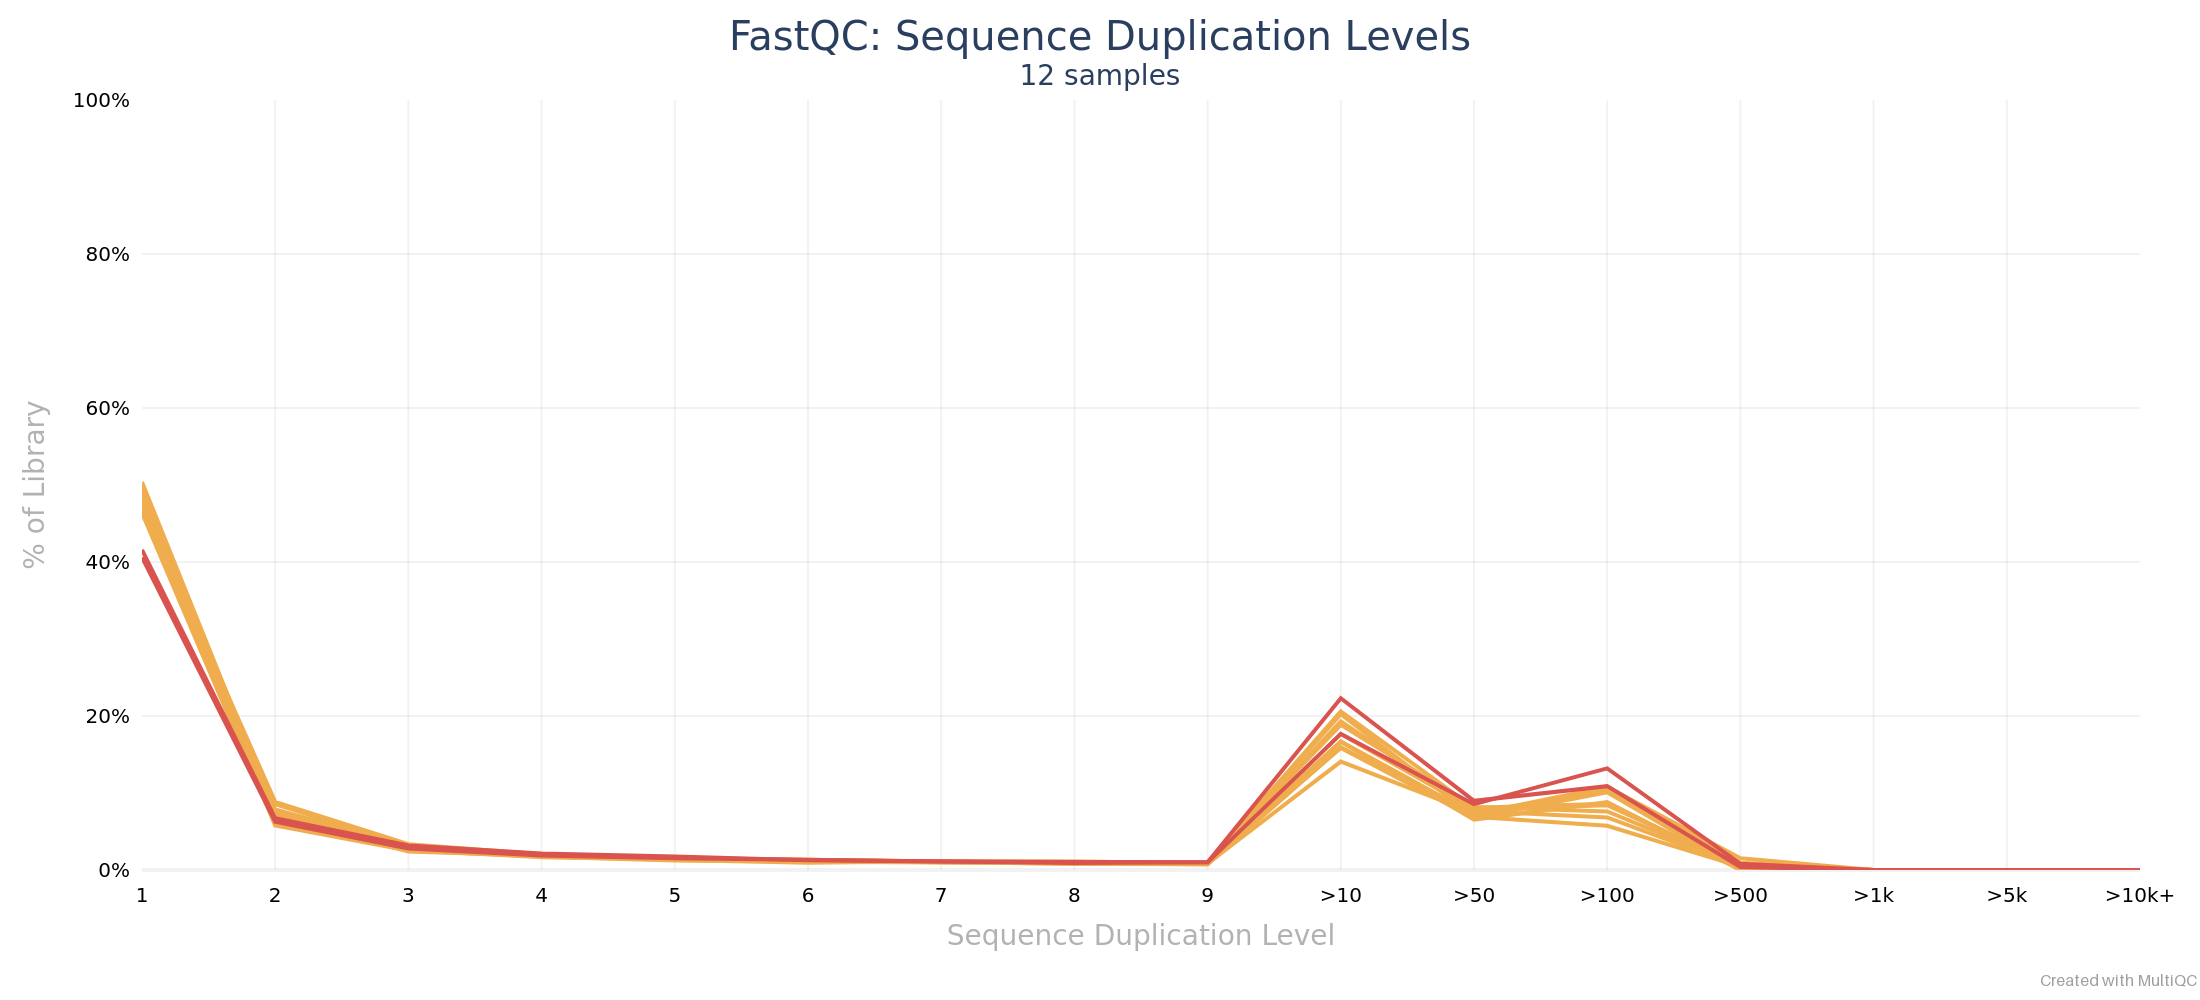 FastQC: Sequence Duplication Levels
12 samples
100%
80%
60%
40%
20%
0%
% of Library
1 2 3 4 5 6 7 8 9 >10 >50 >100 >500 >1k >5k >10k+
Sequence Duplication Level
Created with MultiQC